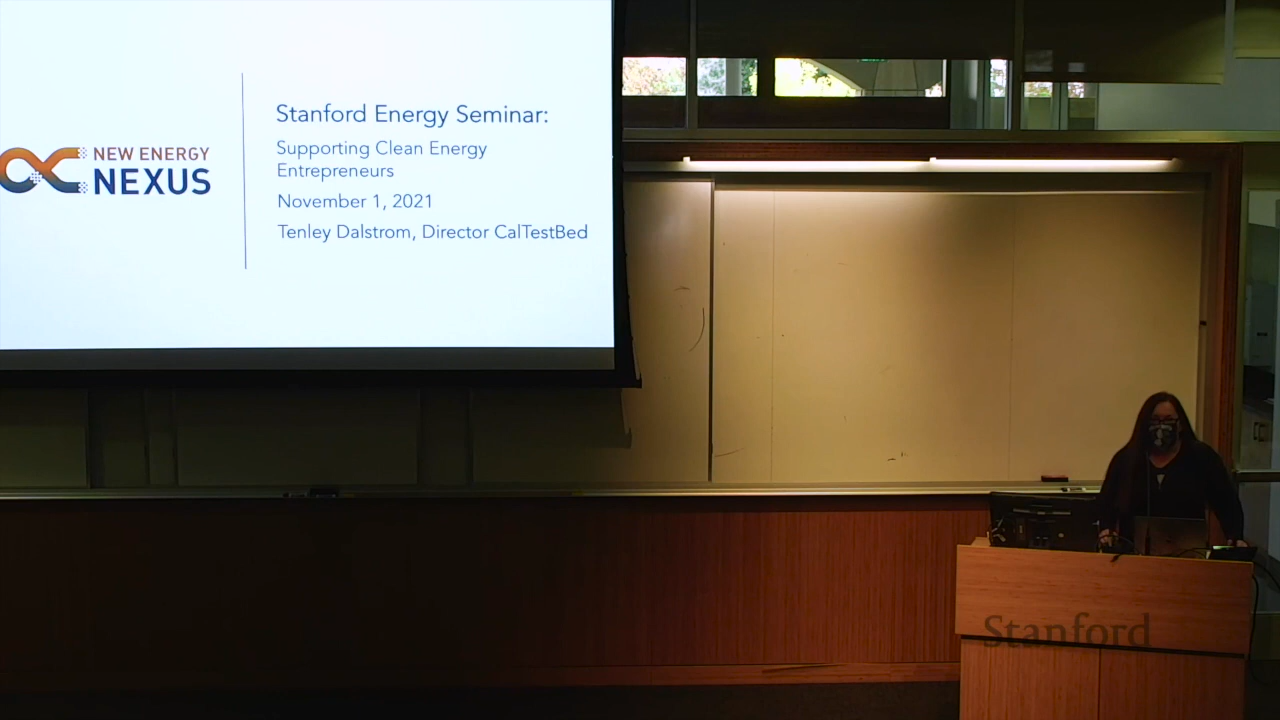 NEW ENERGY
NEXUS
Stanford Energy Seminar:
Supporting Clean Energy
Entrepreneurs
November 1, 2021
Tenley Dalstrom, Director CalTestBed
Stanford